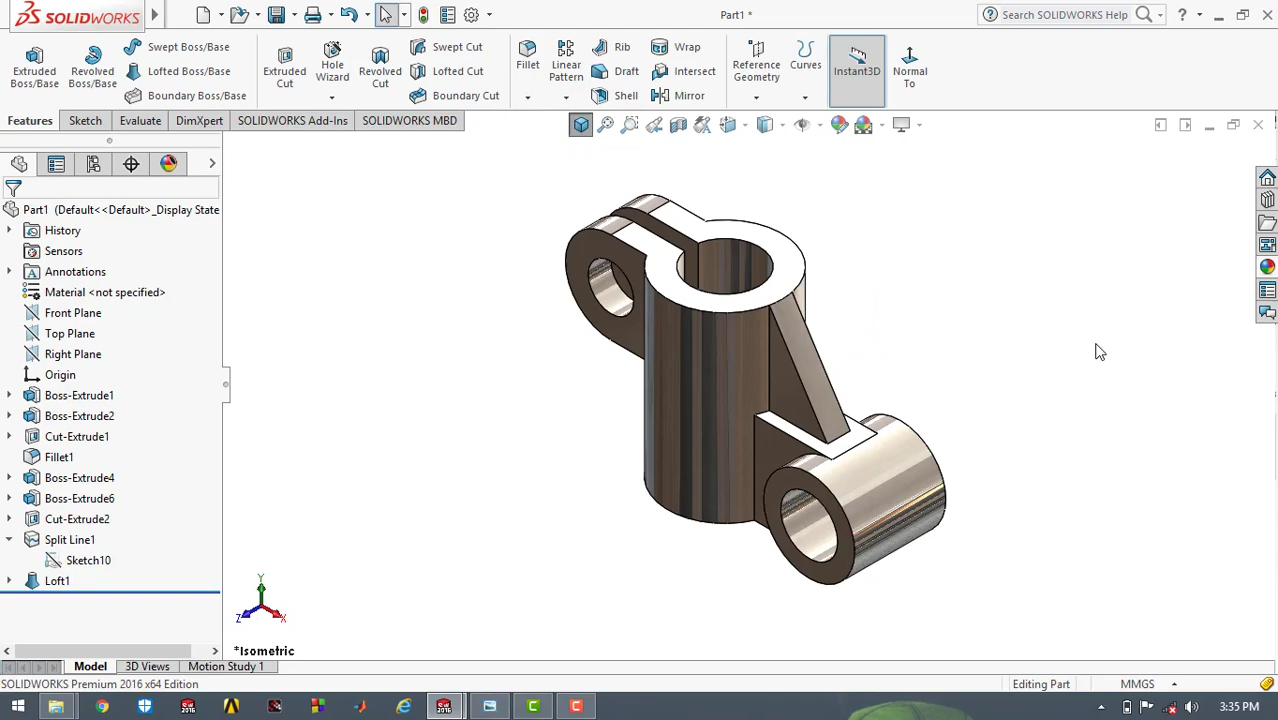 SOLIDWORKS
Part1 *
Search SOLIDWORKS Help
?
Extruded Boss/Base
Revolved Boss/Base
Swept Boss/Base
Lofted Boss/Base
Boundary Boss/Base
Extruded Cut
Hole Wizard
Revolved Cut
Swept Cut
Lofted Cut
Boundary Cut
Fillet
Linear Pattern
Rib
Draft
Shell
Wrap
Intersect
Mirror
Reference Geometry
Curves
Instant3D
Normal To
Features
Sketch
Evaluate
DimXpert
SOLIDWORKS Add-Ins
SOLIDWORKS MBD
Part1 (Default<<Default>_Display State
History
Sensors
Annotations
Material <not specified>
Front Plane
Top Plane
Right Plane
Origin
Boss-Extrude1
Boss-Extrude2
Cut-Extrude1
Fillet1
Boss-Extrude4
Boss-Extrude6
Cut-Extrude2
Split Line1
Sketch10
Loft1
Y
Z
X
*Isometric
Model
3D Views
Motion Study 1
SOLIDWORKS Premium 2016 x64 Edition
Editing Part
MMGS
3:35 PM